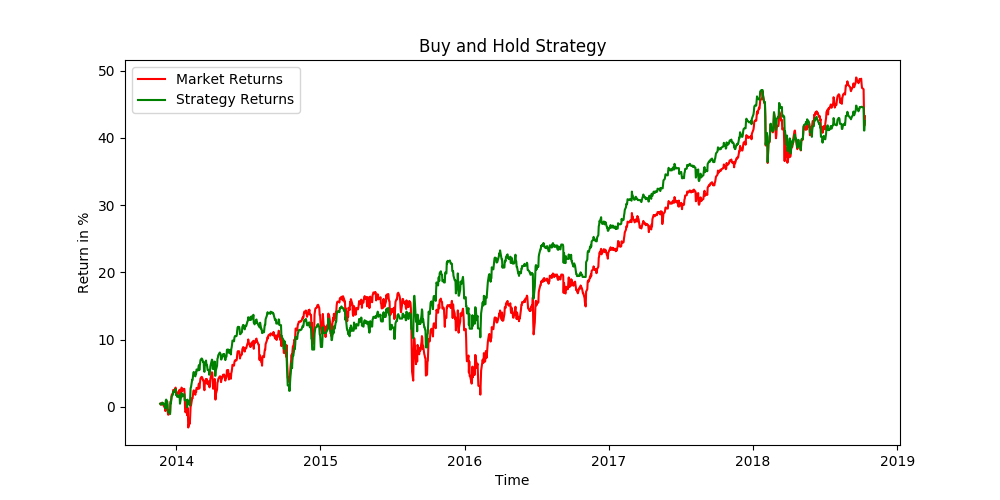 Buy and Hold Strategy
Market Returns
Strategy Returns
Return in %
50
40
30
20
10
0
2014 2015 2016 2017 2018 2019
Time